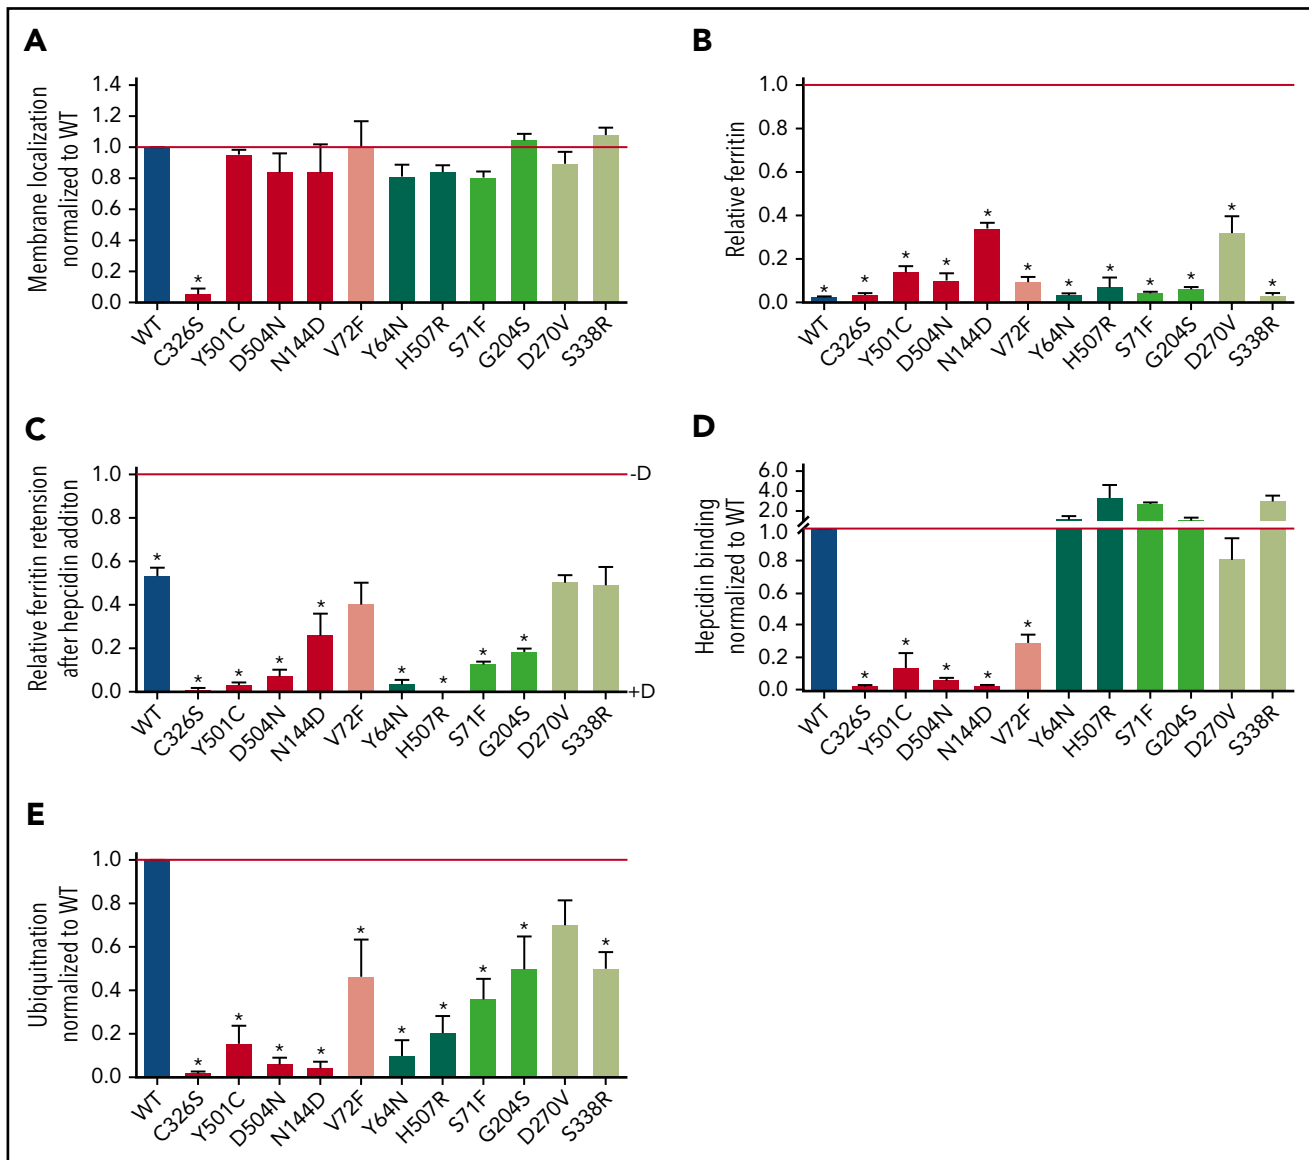 A
Membrane localization
normalized to WT
1.4
1.2
1.0
0.8
0.6
0.4
0.2
0.0
*
WT
C326S
Y501C
D504N
N144D
V72F
Y64N
H507R
S71F
G204S
D270V
S338R
B
Relative ferritin
1.0
0.8
0.6
0.4
0.2
0.0
* * * * * * * * * * * *
WT
C326S
Y501C
D504N
N144D
V72F
Y64N
H507R
S71F
G204S
D270V
S338R
C
Relative ferritin retension
after hepcidin additon
1.0
0.8
0.6
0.4
0.2
0.0
-D
+D
* * * * * * * * *
WT
C326S
Y501C
D504N
N144D
V72F
Y64N
H507R
S71F
G204S
D270V
S338R
D
Hepcidin binding
normalized to WT
6.0
4.0
2.0
1.0
0.8
0.6
0.4
0.2
0.0
* * * * *
WT
C326S
Y501C
D504N
N144D
V72F
Y64N
H507R
S71F
G204S
D270V
S338R
E
Ubiquitnation
normalized to WT
1.0
0.8
0.6
0.4
0.2
0.0
* * * * * * * * * *
WT
C326S
Y501C
D504N
N144D
V72F
Y64N
H507R
S71F
G204S
D270V
S338R